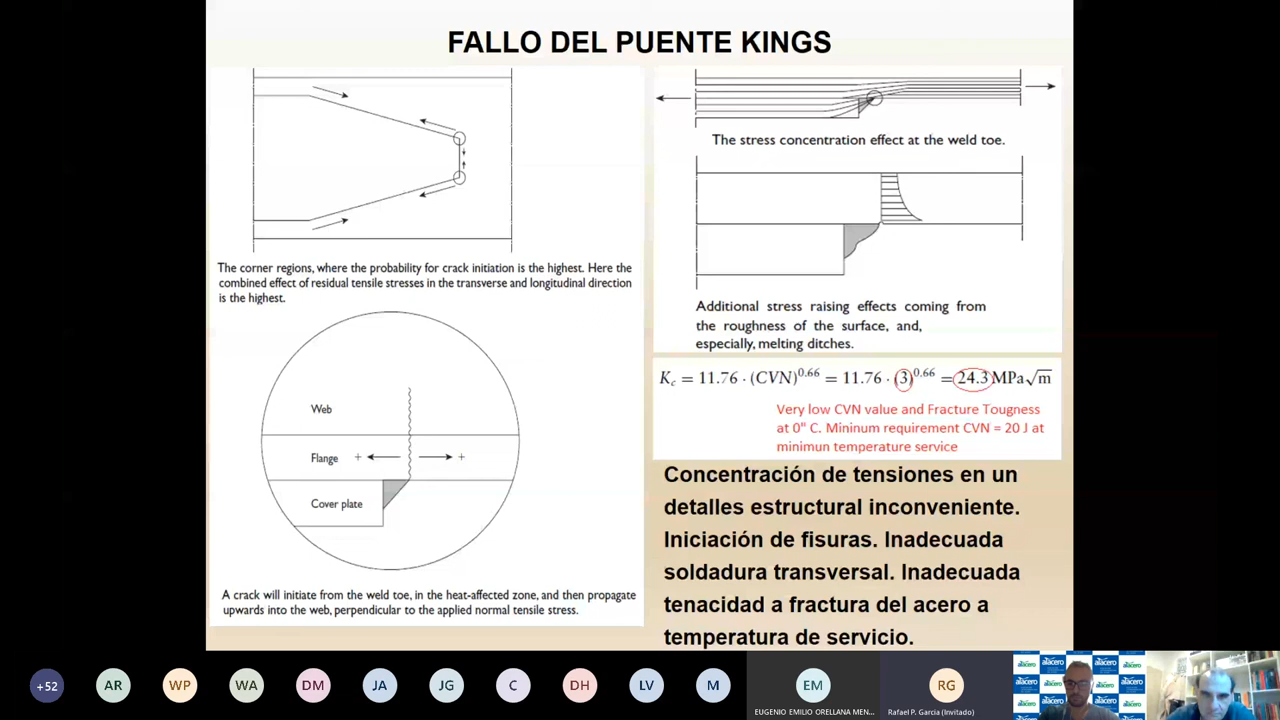 FALLO DEL PUENTE KINGS
The corner regions, where the probability for crack initiation is the highest. Here the
combined effect of residual tensile stresses in the transverse and longitudinal direction
is the highest.
Web
Flange
+
+
Cover plate
A crack will initiate from the weld toe, in the heat-affected zone, and then propagate
upwards into the web, perpendicular to the applied normal tensile stress.
The stress concentration effect at the weld toe.
Additional stress raising effects coming from
the roughness of the surface, and,
especially, melting ditches.
K_c = 11.76 · (CVN)^0.66 = 11.76 · (3)^0.66 = 24.3 MPa√m
Very low CVN value and Fracture Tougness
at 0° C. Mininum requirement CVN = 20 J at
minimun temperature service
Concentración de tensiones en un
detalles estructural inconveniente.
Iniciación de fisuras. Inadecuada
soldadura transversal. Inadecuada
tenacidad a fractura del acero a
temperatura de servicio.
+52
AR
WP
WA
DM
JA
JG
C
DH
LV
M
EM
EUGENIO EMILIO ORELLANA MEN...
RG
Rafael P. Garcia (Invitado)
alacero
alacero